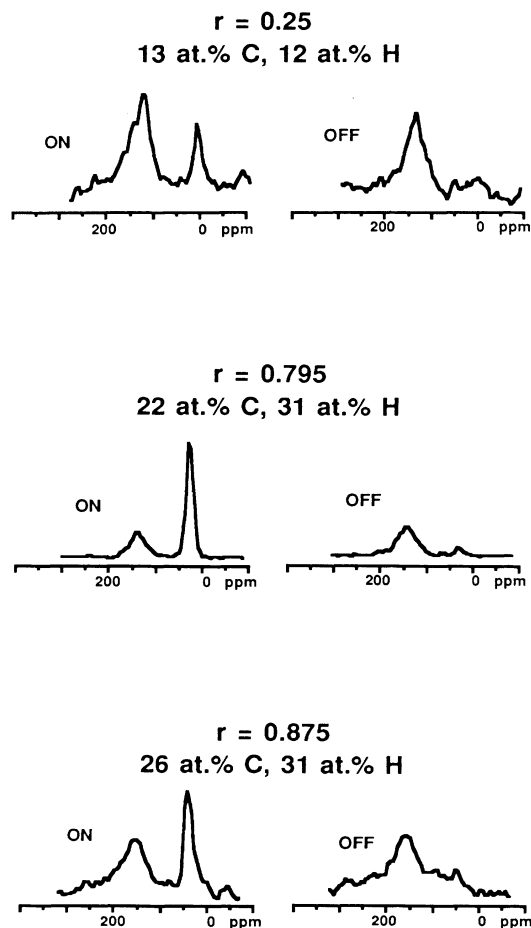 r = 0.25
13 at.% C, 12 at.% H
ON
OFF
200 0 ppm
200 0 ppm
r = 0.795
22 at.% C, 31 at.% H
ON
OFF
200 0 ppm
200 0 ppm
r = 0.875
26 at.% C, 31 at.% H
ON
OFF
200 0 ppm
200 0 ppm